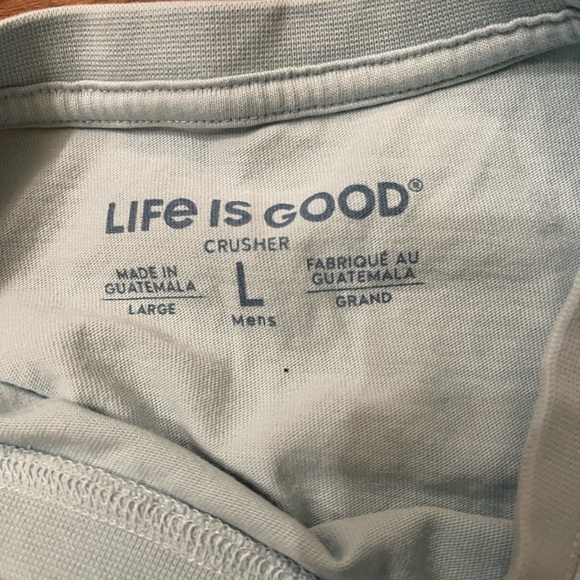 LIFe IS GOOD®
CRUSHER
MADE IN
GUATEMALA
LARGE
L
Mens
FABRIQUÉ AU
GUATEMALA
GRAND